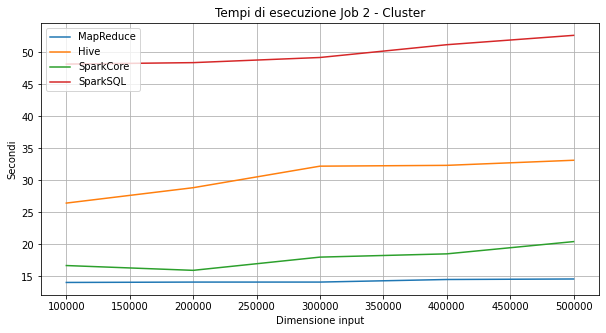 Tempi di esecuzione Job 2 - Cluster
MapReduce
Hive
SparkCore
SparkSQL
50
45
40
35
30
25
20
15
Secondi
100000 150000 200000 250000 300000 350000 400000 450000 500000
Dimensione input